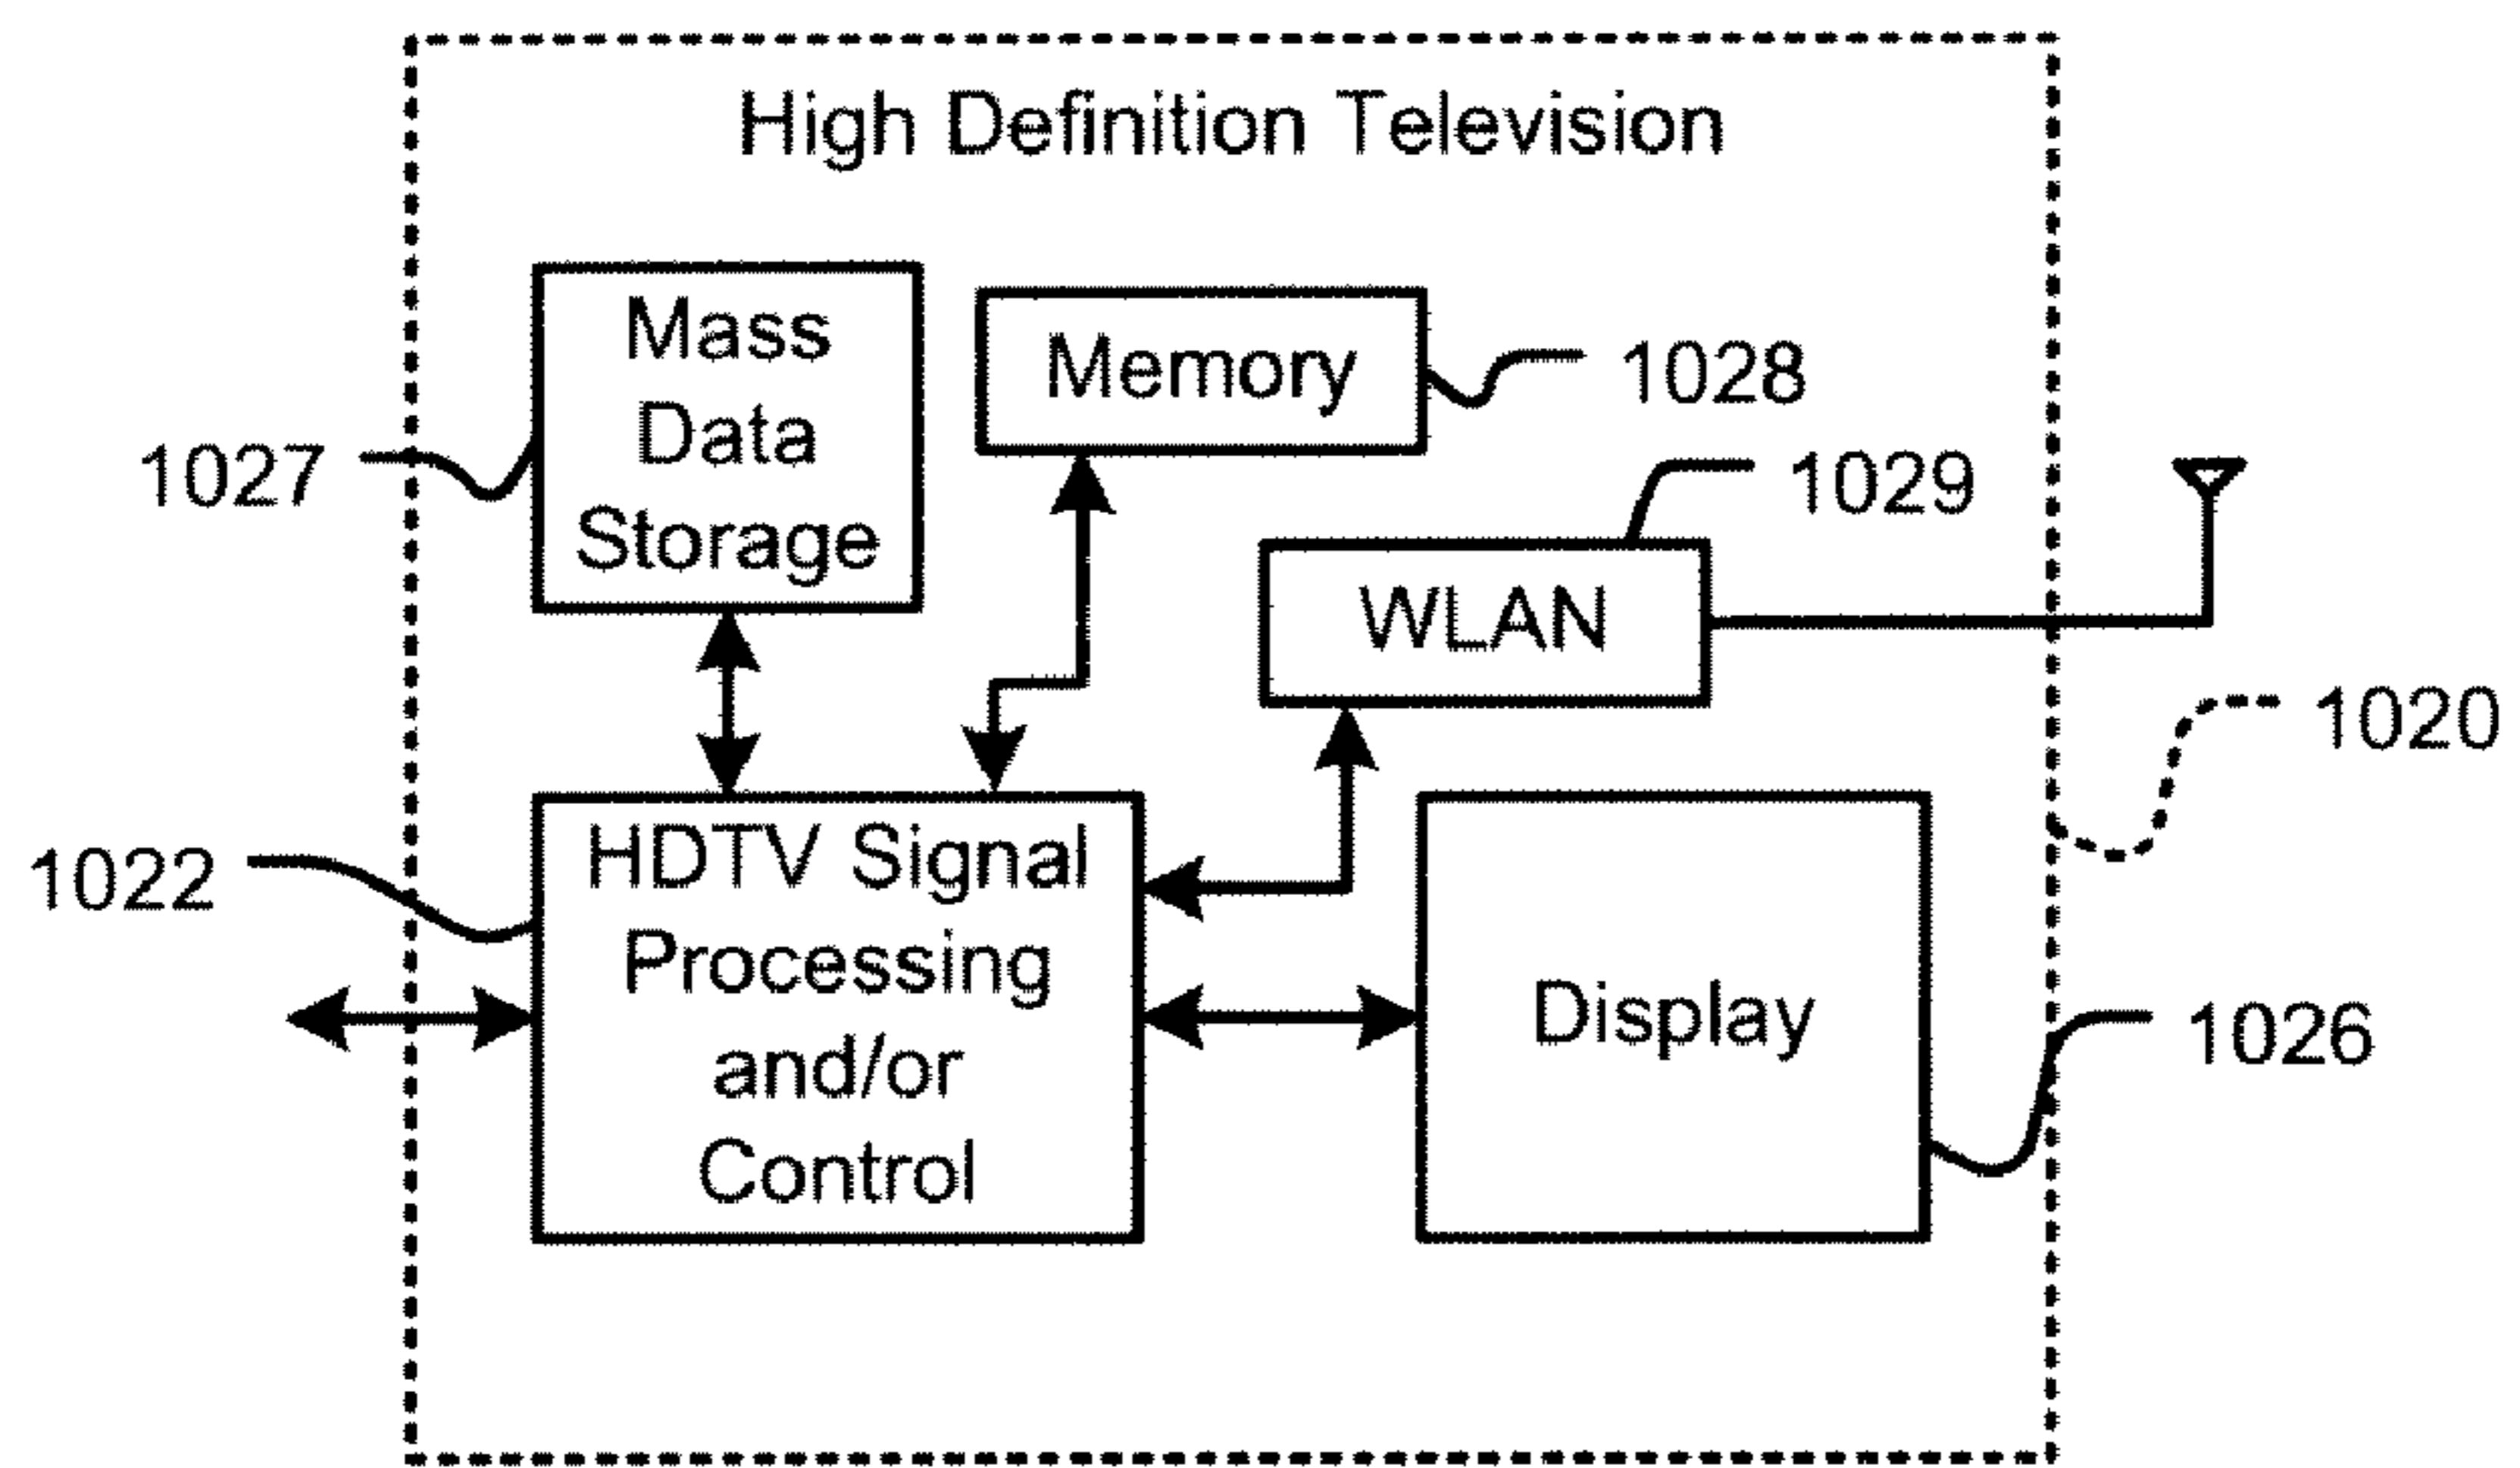 High Definition Television
Mass
Data
Storage
1027
Memory
1028
1029
WLAN
1020
HDTV Signal
Processing
and/or
Control
1022
Display
1026